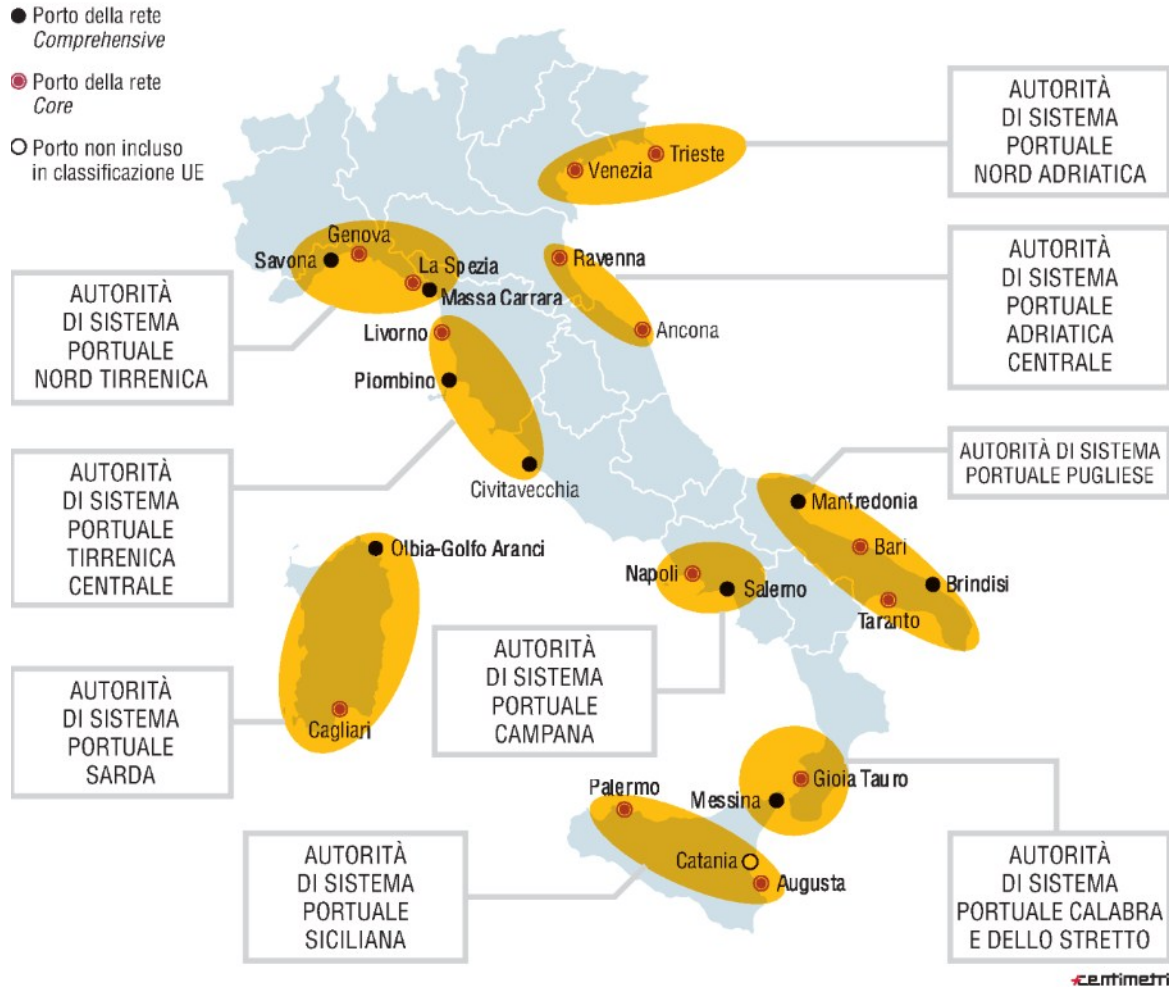 Porto della rete
Comprehensive
Porto della rete
Core
Porto non incluso
in classificazione UE
AUTORITÀ
DI SISTEMA
PORTUALE
NORD ADRIATICA
Trieste
Venezia
Genova
Savona
La Spezia
Massa Carrara
Ravenna
Ancona
AUTORITÀ
DI SISTEMA
PORTUALE
ADRIATICA
CENTRALE
AUTORITÀ
DI SISTEMA
PORTUALE
NORD TIRRENICA
Livorno
Piombino
Civitavecchia
AUTORITÀ DI SISTEMA
PORTUALE PUGLIESE
Manfredonia
Bari
Brindisi
Taranto
AUTORITÀ
DI SISTEMA
PORTUALE
TIRRENICA
CENTRALE
Olbia-Golfo Aranci
Cagliari
Napoli
Salerno
AUTORITÀ
DI SISTEMA
PORTUALE
CAMPANA
AUTORITÀ
DI SISTEMA
PORTUALE
SARDA
Gioia Tauro
Messina
Palermo
Catania
Augusta
AUTORITÀ
DI SISTEMA
PORTUALE
SICILIANA
AUTORITÀ
DI SISTEMA
PORTUALE CALABRA
E DELLO STRETTO
centimetri